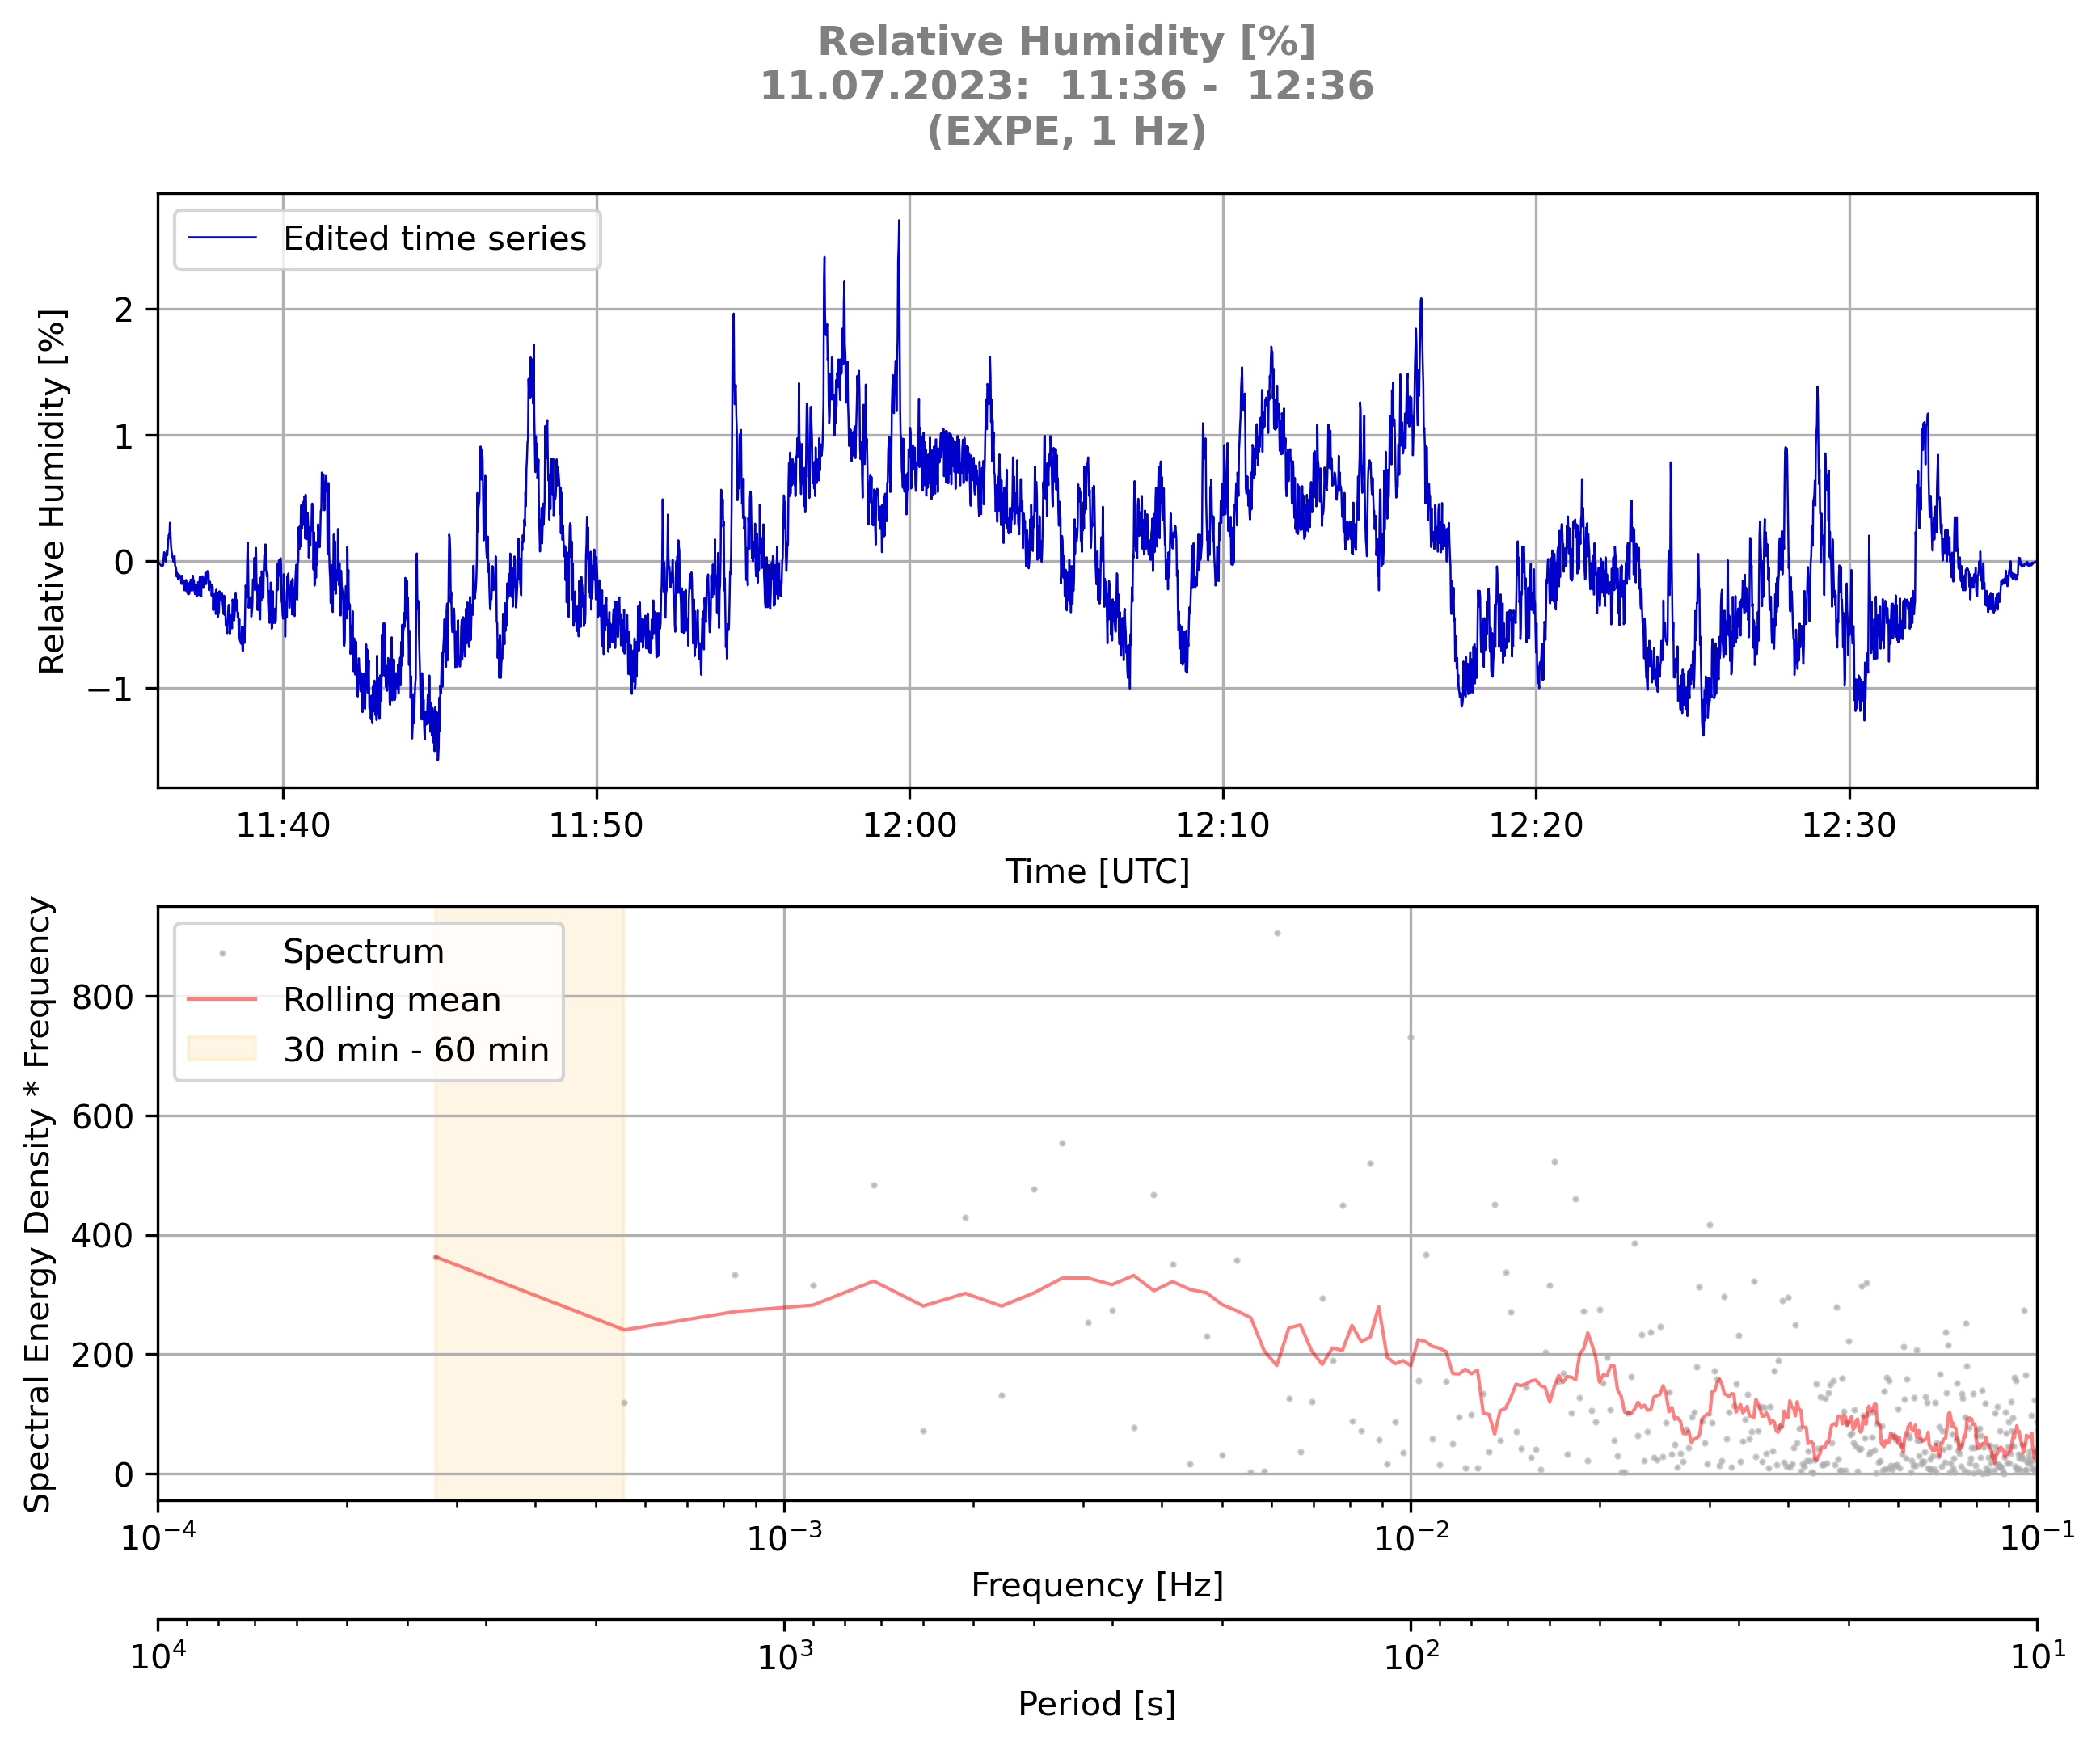 Relative Humidity [%]
11.07.2023:  11:36 -  12:36
(EXPE, 1 Hz)
Edited time series
Relative Humidity [%]
2
1
0
−1
11:40 11:50 12:00 12:10 12:20 12:30
Time [UTC]
Spectrum
Rolling mean
30 min - 60 min
Spectral Energy Density * Frequency
800
600
400
200
0
10⁻⁴ 10⁻³ 10⁻² 10⁻¹
Frequency [Hz]
10⁴ 10³ 10² 10¹
Period [s]